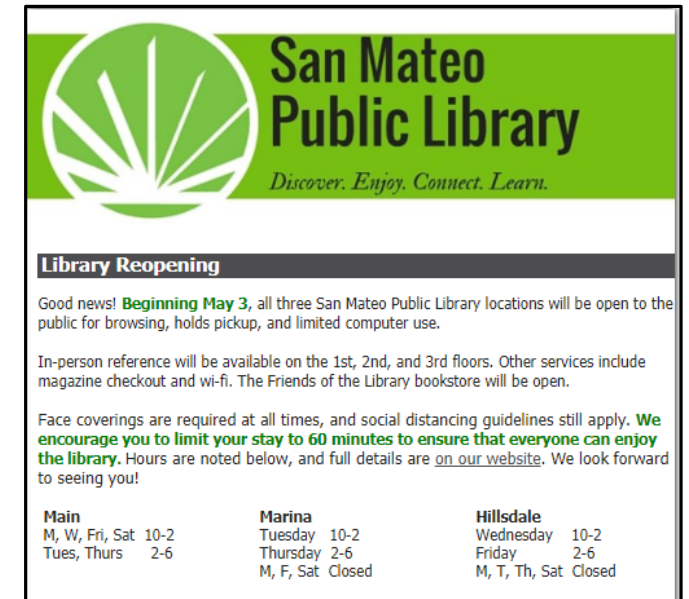 San Mateo
Public Library
Discover. Enjoy. Connect. Learn.
Library Reopening
Good news! Beginning May 3, all three San Mateo Public Library locations will be open to the
public for browsing, holds pickup, and limited computer use.
In-person reference will be available on the 1st, 2nd, and 3rd floors. Other services include
magazine checkout and wi-fi. The Friends of the Library bookstore will be open.
Face coverings are required at all times, and social distancing guidelines still apply. We
encourage you to limit your stay to 60 minutes to ensure that everyone can enjoy
the library. Hours are noted below, and full details are on our website. We look forward
to seeing you!
Main
M, W, Fri, Sat 10-2
Tues, Thurs 2-6
Marina
Tuesday 10-2
Thursday 2-6
M, F, Sat Closed
Hillsdale
Wednesday 10-2
Friday 2-6
M, T, Th, Sat Closed